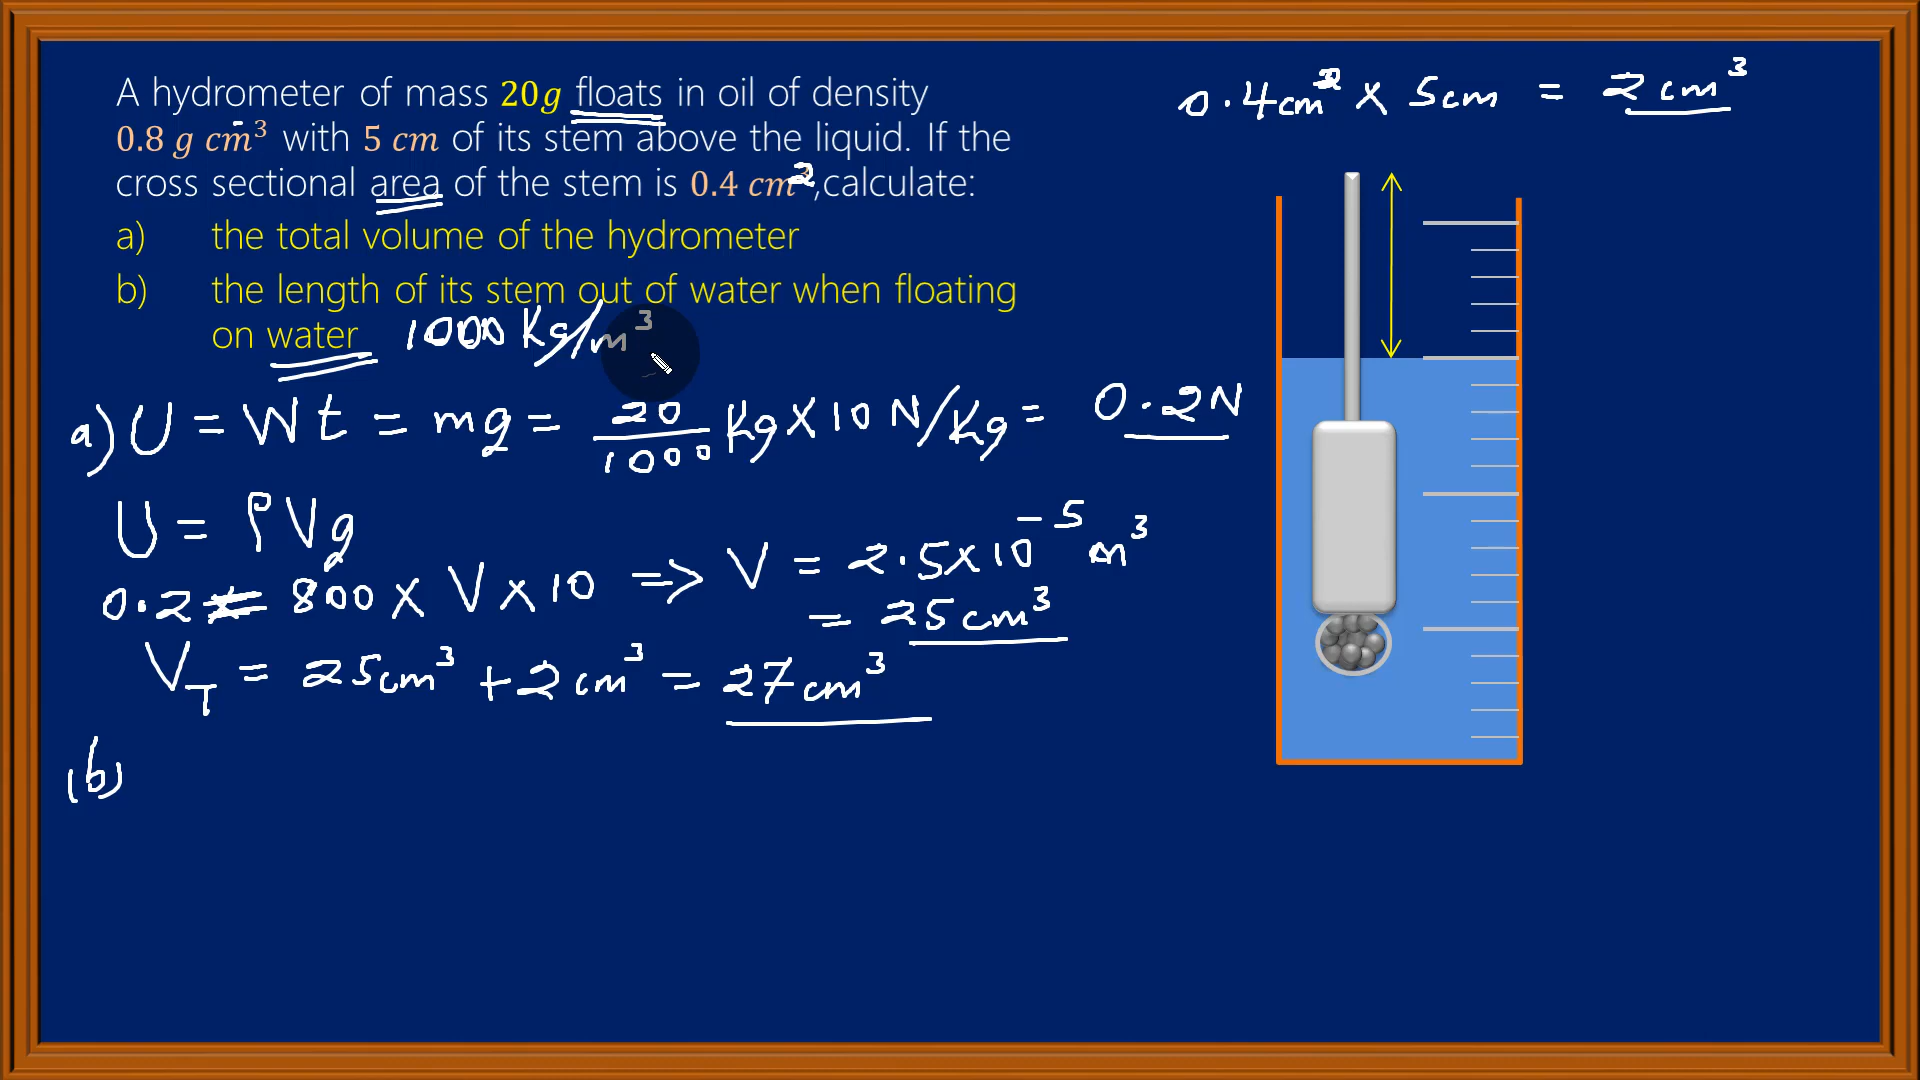 A hydrometer of mass 20g floats in oil of density
0.8 g cm⁻³ with 5 cm of its stem above the liquid. If the
cross sectional area of the stem is 0.4 cm²,calculate:
a) the total volume of the hydrometer
b) the length of its stem out of water when floating
on water 1000 Kg/m³
0.4cm² × 5cm = 2cm³
a) U = Wt = mg = 20/1000 Kg × 10 N/Kg = 0.2N
U = ρVg
0.2 = 800 × V × 10 => V = 2.5×10⁻⁵ m³
= 25cm³
V_T = 25cm³ + 2cm³ = 27cm³
(b)